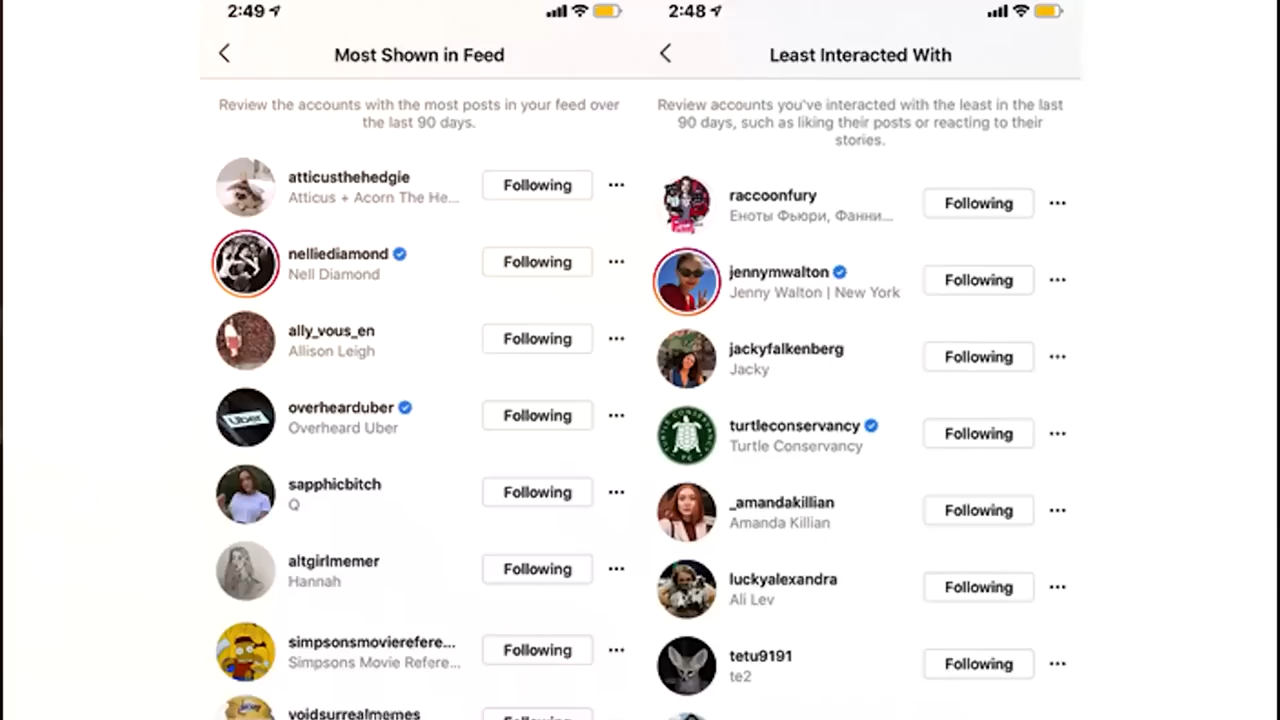 2:49
Most Shown in Feed
Review the accounts with the most posts in your feed over
the last 90 days.
atticusthehedgie
Atticus + Acorn The He...
Following
nelliediamond
Nell Diamond
Following
ally_vous_en
Allison Leigh
Following
overhearduber
Overheard Uber
Following
Uber
sapphicbitch
Q
Following
altgirlmemer
Hannah
Following
simpsonsmovierefere...
Simpsons Movie Refere...
Following
voidsurrealmemes
Following
2:48
Least Interacted With
Review accounts you've interacted with the least in the last
90 days, such as liking their posts or reacting to their
stories.
raccoonfury
Еноты Фьюри, Фанни...
Following
jennymwalton
Jenny Walton | New York
Following
jackyfalkenberg
Jacky
Following
turtleconservancy
Turtle Conservancy
Following
TURTLE CONSERVANCY
_amandakillian
Amanda Killian
Following
luckyalexandra
Ali Lev
Following
tetu9191
te2
Following